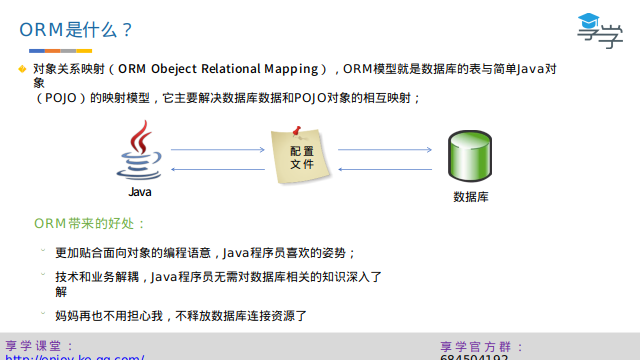 ORM是什么？
享学
对象关系映射（ORM Obeject Relational Mapping），ORM模型就是数据库的表与简单Java对
象
（POJO）的映射模型，它主要解决数据库数据和POJO对象的相互映射；
配置
文件
Java
数据库
ORM带来的好处：
更加贴合面向对象的编程语意，Java程序员喜欢的姿势；
技术和业务解耦，Java程序员无需对数据库相关的知识深入了
解
妈妈再也不用担心我，不释放数据库连接资源了
享学课堂：
http://enjoy.ke.qq.com/
享学官方群：
684504192